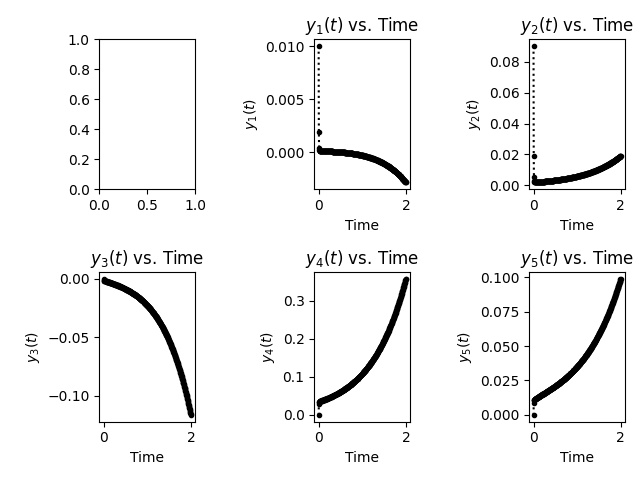 y₁(t) vs. Time
y₂(t) vs. Time
1.0
0.8
0.6
0.4
0.2
0.0
0.0 0.5 1.0
y₁(t)
0.010
0.005
0.000
0 2
Time
y₂(t)
0.08
0.06
0.04
0.02
0.00
0 2
Time
y₃(t) vs. Time
y₃(t)
0.00
−0.05
−0.10
0 2
Time
y₄(t) vs. Time
y₄(t)
0.3
0.2
0.1
0.0
0 2
Time
y₅(t) vs. Time
y₅(t)
0.100
0.075
0.050
0.025
0.000
0 2
Time